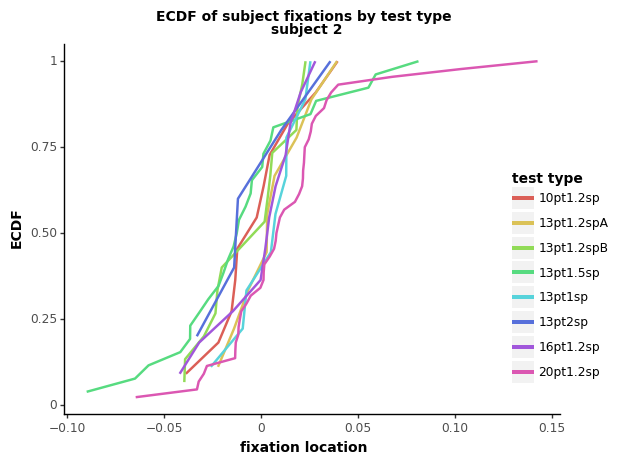 ECDF of subject fixations by test type
subject 2
ECDF
1
0.75
0.50
0.25
0
−0.10
−0.05
0
0.05
0.10
0.15
fixation location
test type
10pt1.2sp
13pt1.2spA
13pt1.2spB
13pt1.5sp
13pt1sp
13pt2sp
16pt1.2sp
20pt1.2sp